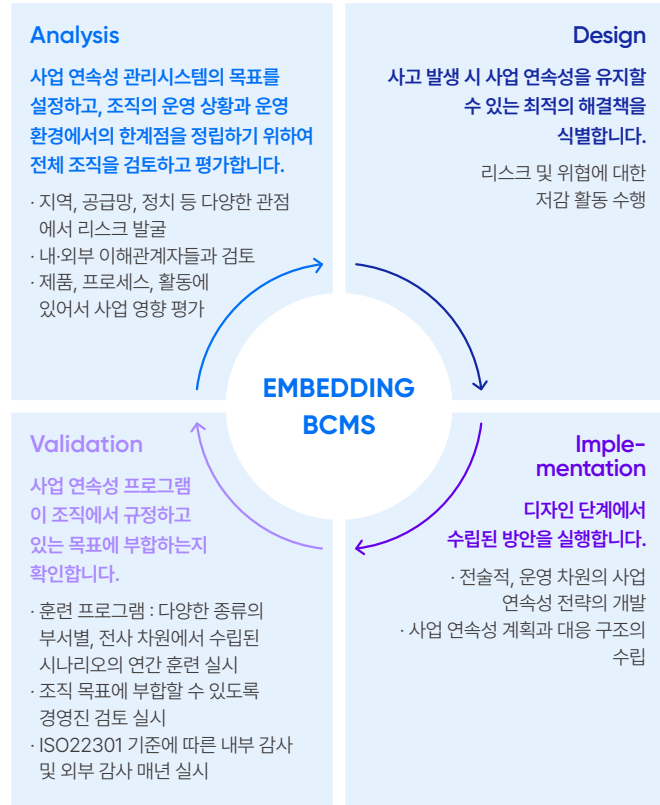 Analysis
사업 연속성 관리시스템의 목표를
설정하고, 조직의 운영 상황과 운영
환경에서의 한계점을 정립하기 위하여
전체 조직을 검토하고 평가합니다.
· 지역, 공급망, 정치 등 다양한 관점
에서 리스크 발굴
· 내·외부 이해관계자들과 검토
· 제품, 프로세스, 활동에
있어서 사업 영향 평가
Design
사고 발생 시 사업 연속성을 유지할
수 있는 최적의 해결책을
식별합니다.
리스크 및 위협에 대한
저감 활동 수행
EMBEDDING
BCMS
Validation
사업 연속성 프로그램
이 조직에서 규정하고
있는 목표에 부합하는지
확인합니다.
· 훈련 프로그램 : 다양한 종류의
부서별, 전사 차원에서 수립된
시나리오의 연간 훈련 실시
· 조직 목표에 부합할 수 있도록
경영진 검토 실시
· ISO22301 기준에 따른 내부 감사
및 외부 감사 매년 실시
Imple-
mentation
디자인 단계에서
수립된 방안을 실행합니다.
· 전술적, 운영 차원의 사업
연속성 전략의 개발
· 사업 연속성 계획과 대응 구조의
수립